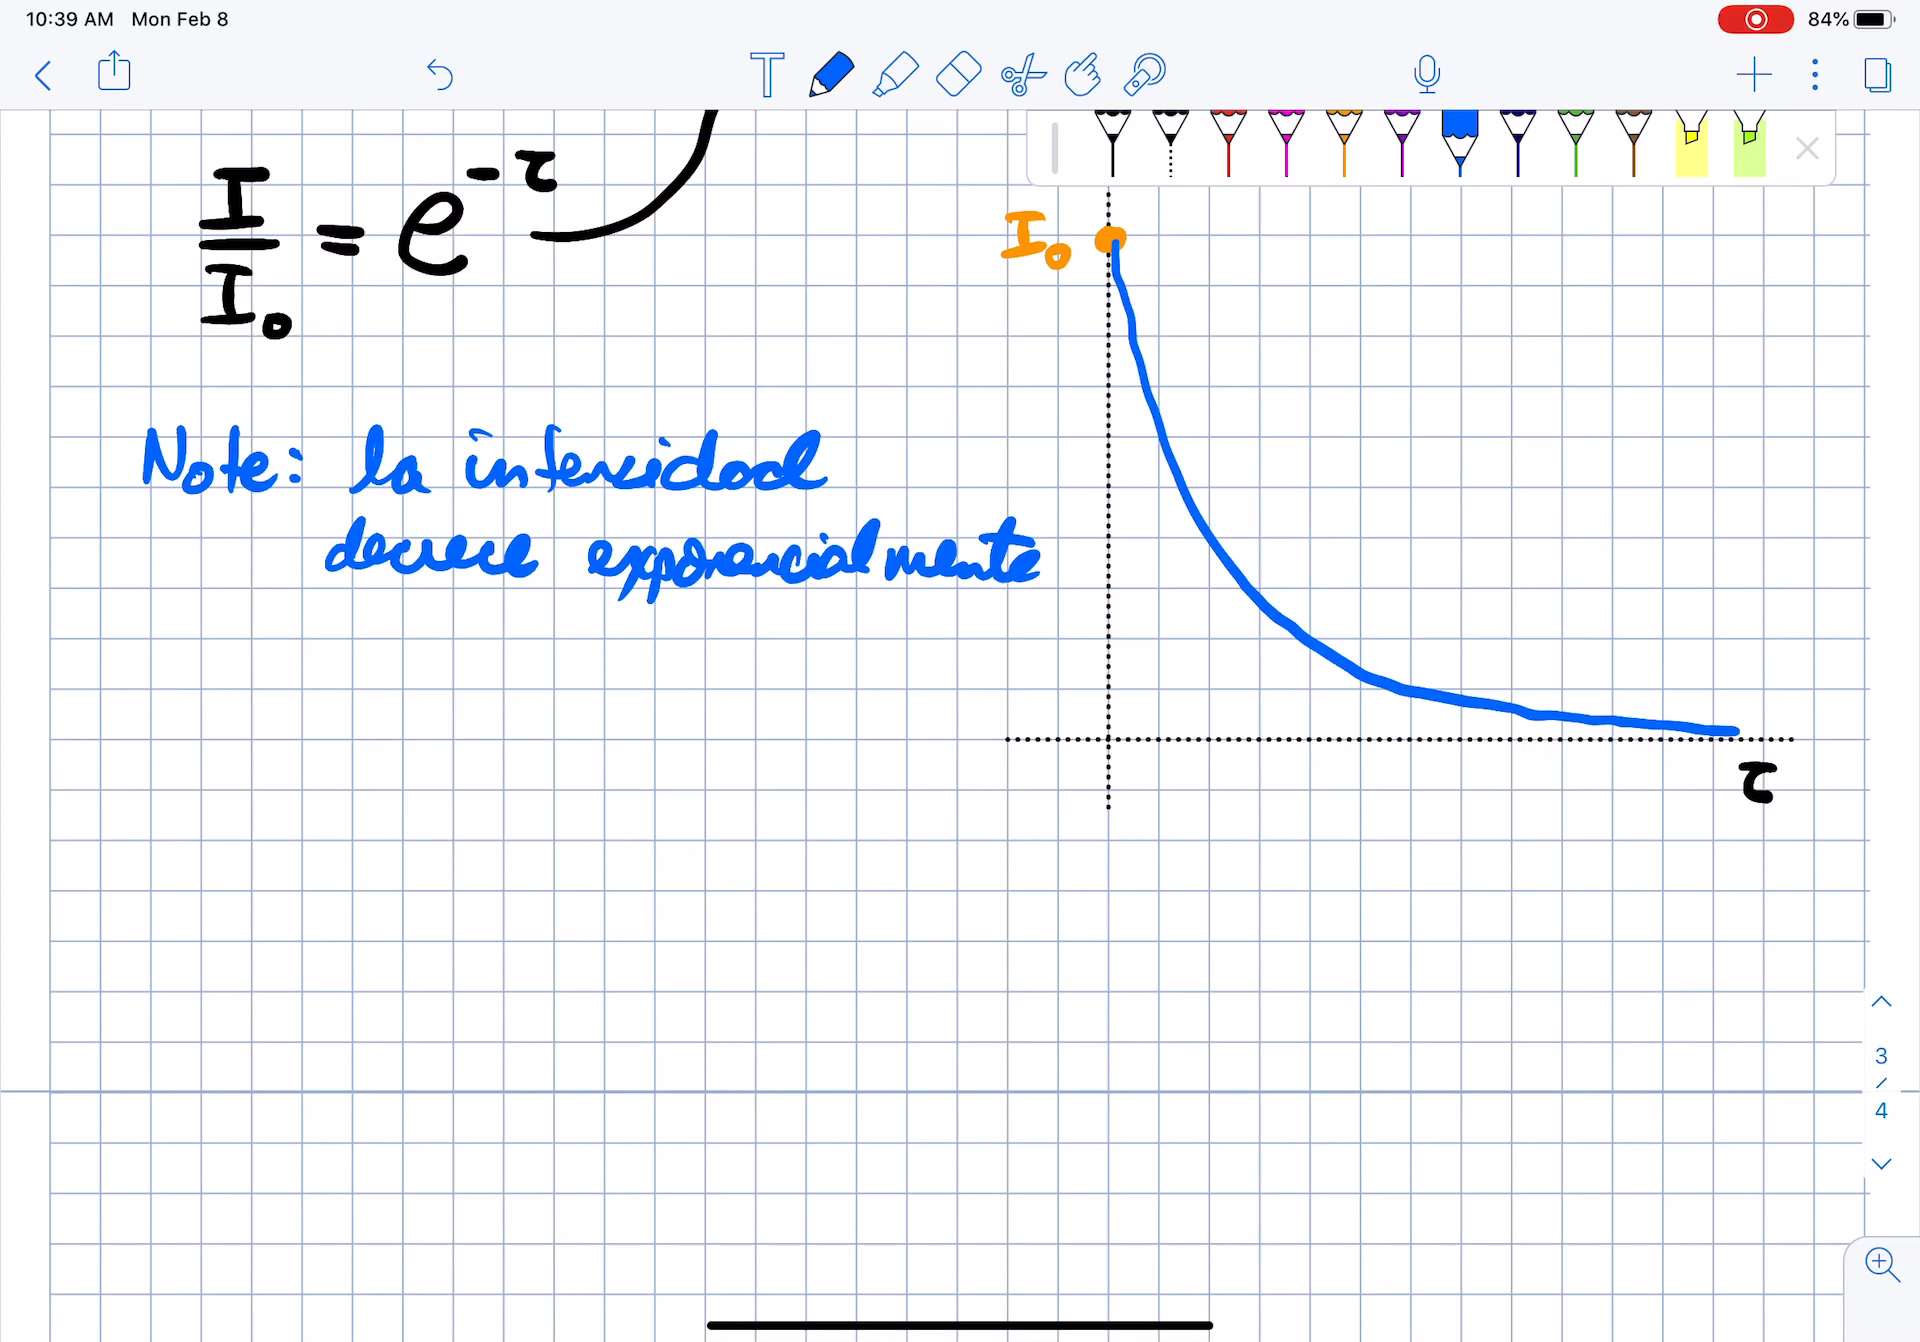 10:39 AM Mon Feb 8
84%
T
I/I₀ = e^-τ
I₀
Note: la intensidad
decrece exponencialmente
τ
3
/
4